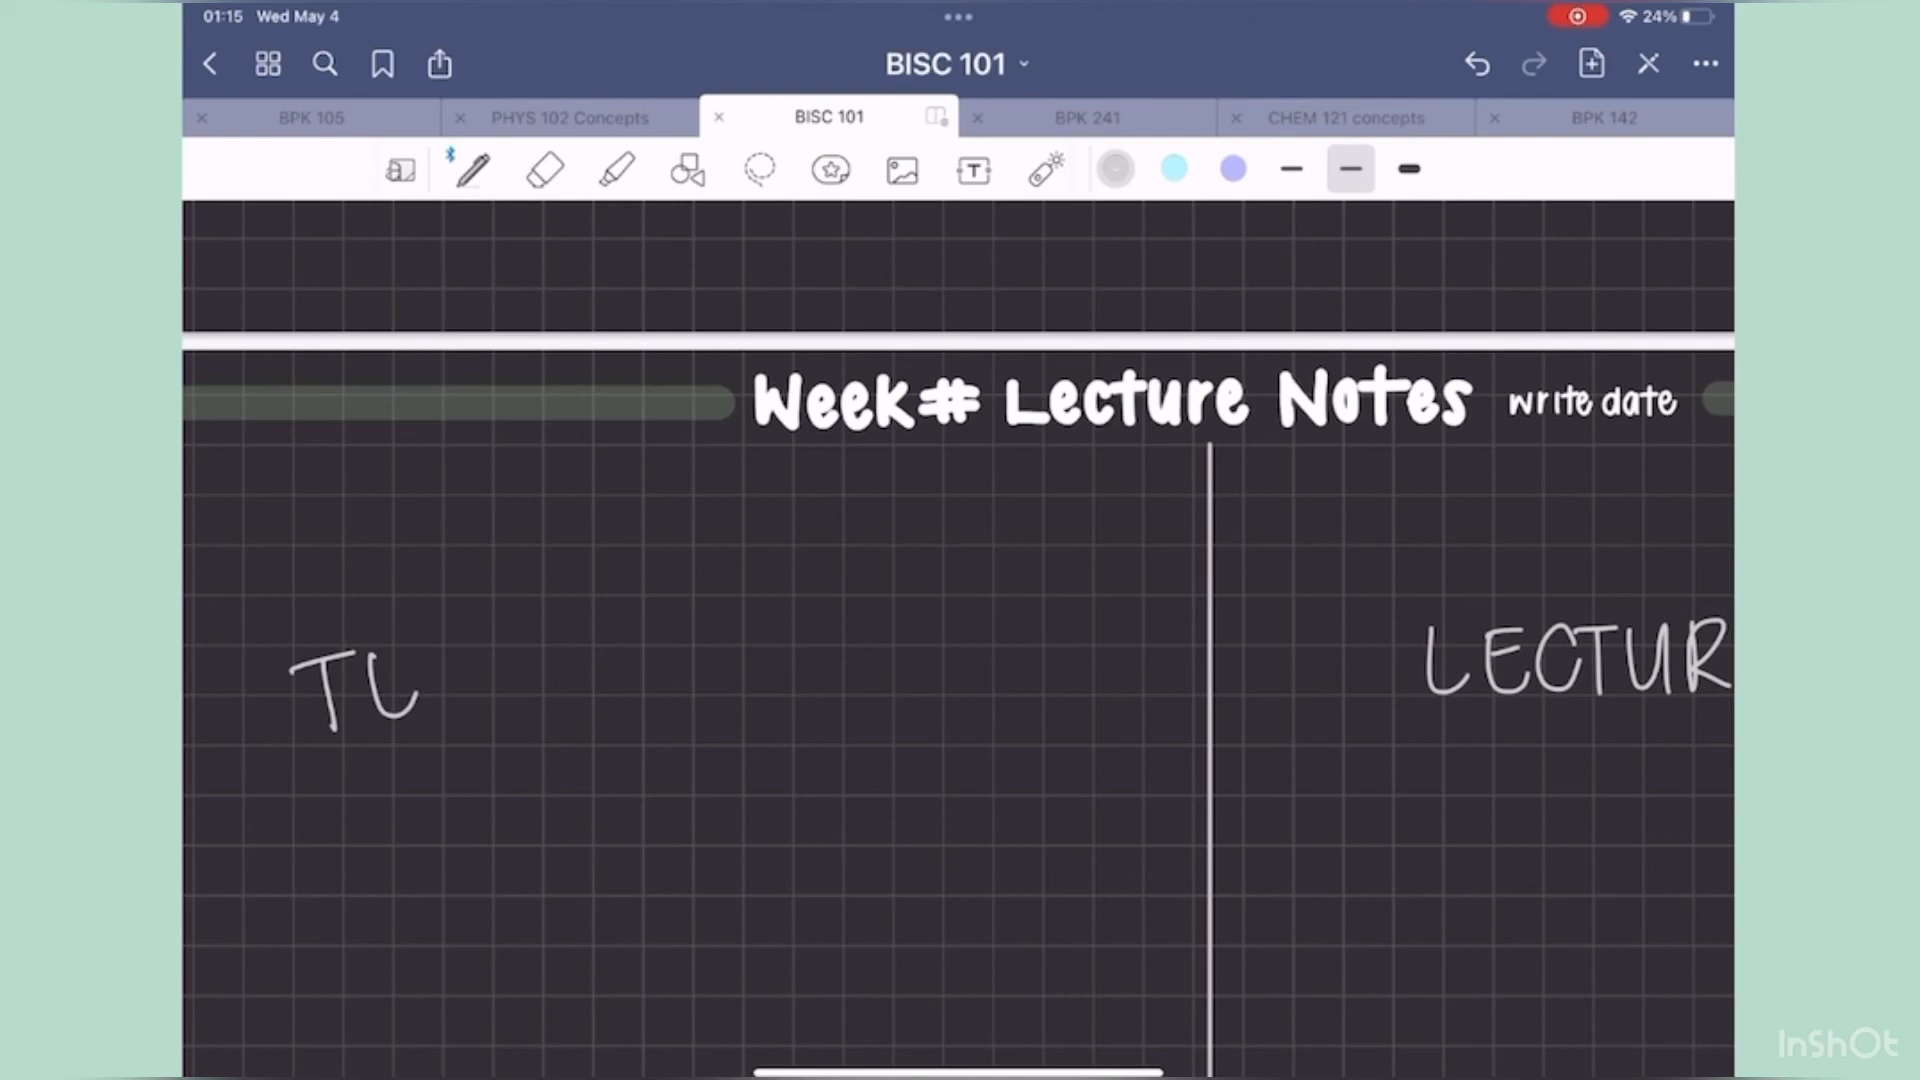 01:15 Wed May 4 24%
BISC 101
BPK 105 PHYS 102 Concepts BISC 101 BPK 241 CHEM 121 concepts BPK 142
Week# Lecture Notes write date
LECTUR
TU
InShOt